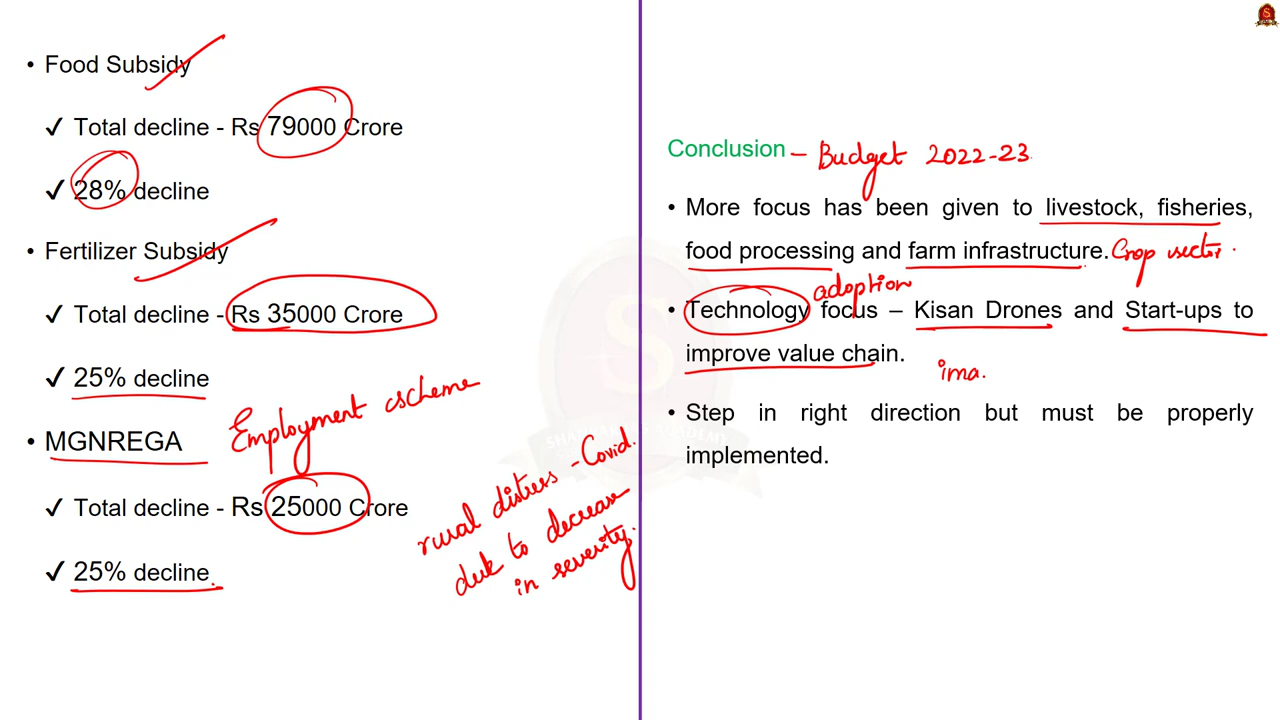 • Food Subsidy
✓ Total decline - Rs 79000 Crore
✓ 28% decline
• Fertilizer Subsidy
✓ Total decline - Rs 35000 Crore
✓ 25% decline
• MGNREGA
Employment scheme
✓ Total decline - Rs 25000 Crore
✓ 25% decline.
rural distress - Covid.
due to decrease
in severity.
Conclusion - Budget 2022-23
• More focus has been given to livestock, fisheries,
food processing and farm infrastructure. Crop sector.
adoption
• Technology focus – Kisan Drones and Start-ups to
improve value chain.
ima.
• Step in right direction but must be properly
implemented.